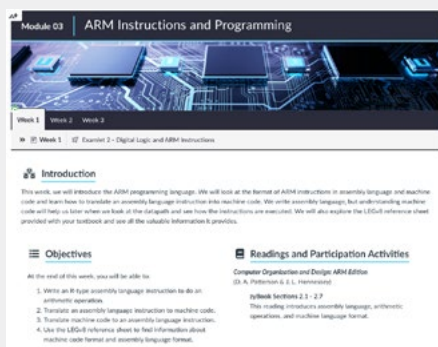 Module 03
ARM Instructions and Programming
Week 1
Week 2
Week 3
Week 1
Examlet 2 - Digital Logic and ARM Instructions
Introduction
This week, we will introduce the ARM programming language. We will look at the format of ARM instructions in assembly language and machine
code and learn how to translate an assembly language instruction into machine code. We write assembly language, but understanding machine
code will help us later when we look at the datapath and see how the instructions are executed. We will also explore the LEGv8 reference sheet
provided with your textbook and see all the valuable information it provides.
Objectives
At the end of this week, you will be able to:
1. Write an R-type assembly language instruction to do an
arithmetic operation.
2. Translate an assembly language instruction to machine code.
3. Translate machine code to an assembly language instruction.
4. Use the LEGv8 reference sheet to find information about
machine code format and assembly language format.
Readings and Participation Activities
Computer Organization and Design: ARM Edition
(D. A. Patterson & J. L. Hennessey)
zyBook Sections 2.1 - 2.7
This reading introduces assembly language, arithmetic
operations, and machine language format.